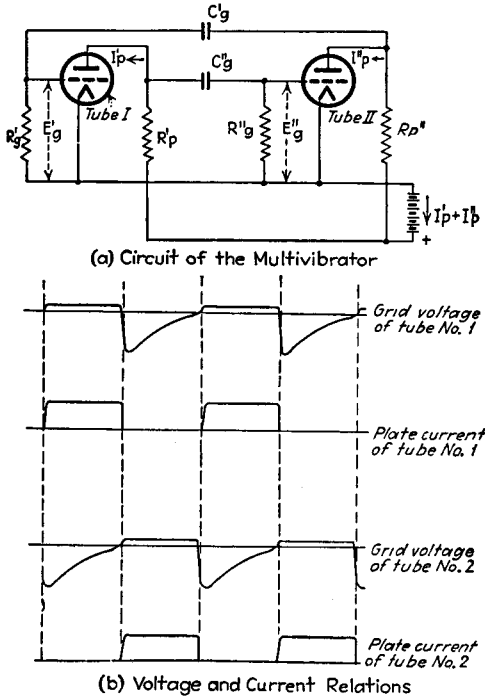 C'g
I'p
C"g
I"p
Tube I
Tube II
R'g
E'g
R'p
R"g
E"g
Rp"
I'p+I"p
+
(a) Circuit of the Multivibrator
Grid voltage
of tube No. 1
Plate current
of tube No. 1
Grid voltage
of tube No. 2
Plate current
of tube No. 2
(b) Voltage and Current Relations